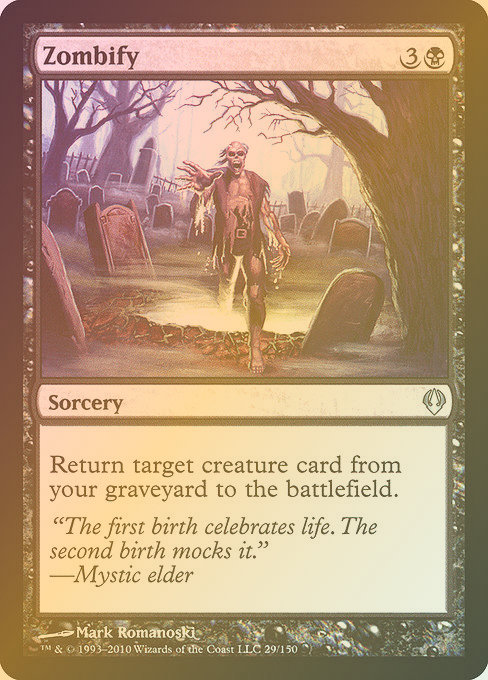 Zombify 3
Sorcery
Return target creature card from
your graveyard to the battlefield.
“The first birth celebrates life. The
second birth mocks it.”
—Mystic elder
Mark Romanoski
™ & © 1993–2010 Wizards of the Coast LLC 29/150